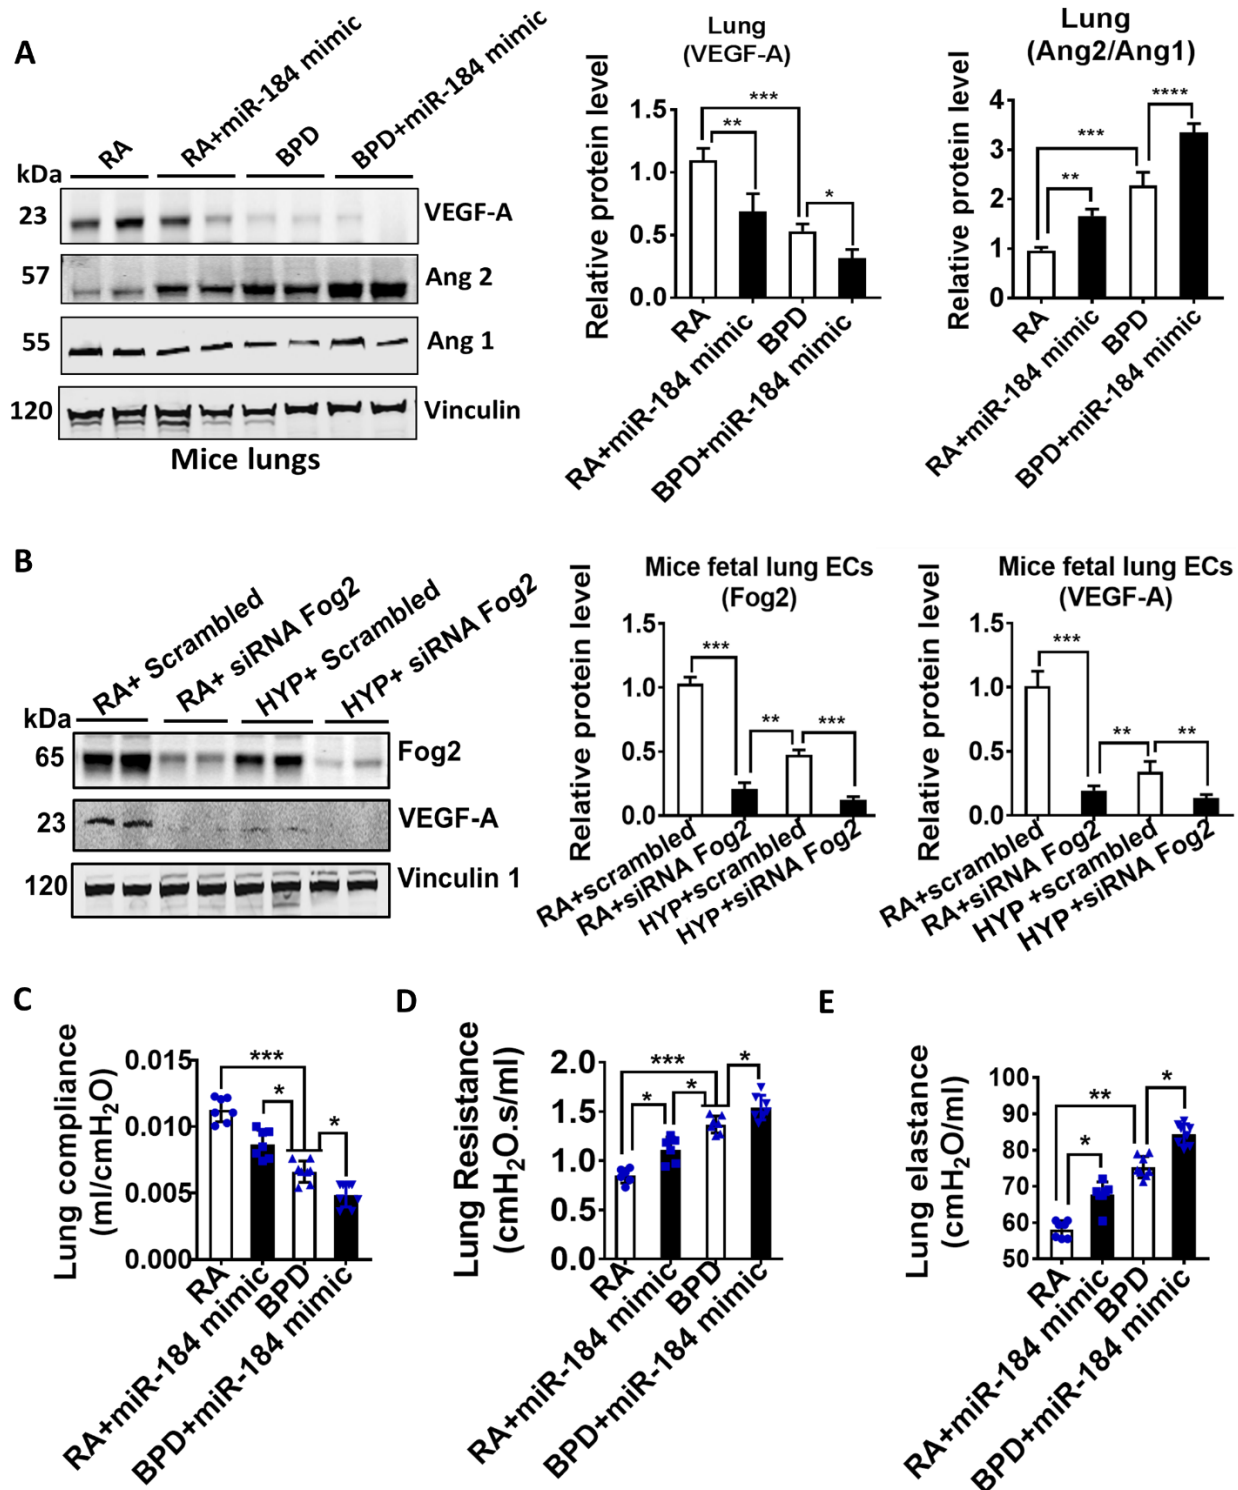 A
RA
RA+miR-184 mimic
BPD
BPD+miR-184 mimic
kDa
23
VEGF-A
57
Ang 2
55
Ang 1
120
Vinculin
Mice lungs
Lung
(VEGF-A)
Relative protein level
1.5
1.0
0.5
0.0
***
**
*
RA
RA+miR-184 mimic
BPD
BPD+miR-184 mimic
Lung
(Ang2/Ang1)
Relative protein level
4
3
2
1
0
****
***
**
RA
RA+miR-184 mimic
BPD
BPD+miR-184 mimic
B
RA+ Scrambled
RA+ siRNA Fog2
HYP+ Scrambled
HYP+ siRNA Fog2
kDa
65
Fog2
23
VEGF-A
120
Vinculin 1
Mice fetal lung ECs
(Fog2)
Relative protein level
1.5
1.0
0.5
0.0
***
**
***
RA+scrambled
RA+siRNA Fog2
HYP+scrambled
HYP+siRNA Fog2
Mice fetal lung ECs
(VEGF-A)
Relative protein level
1.5
1.0
0.5
0.0
***
**
**
RA+scrambled
RA+siRNA Fog2
HYP+scrambled
HYP+siRNA Fog2
C
Lung compliance
(ml/cmH2O)
0.015
0.010
0.005
0.000
***
*
*
RA
RA+miR-184 mimic
BPD
BPD+miR-184 mimic
D
Lung Resistance
(cmH2O.s/ml)
2.0
1.5
1.0
0.5
0.0
***
*
*
*
RA
RA+miR-184 mimic
BPD
BPD+miR-184 mimic
E
Lung elastance
(cmH2O/ml)
100
90
80
70
60
50
**
*
*
RA
RA+miR-184 mimic
BPD
BPD+miR-184 mimic